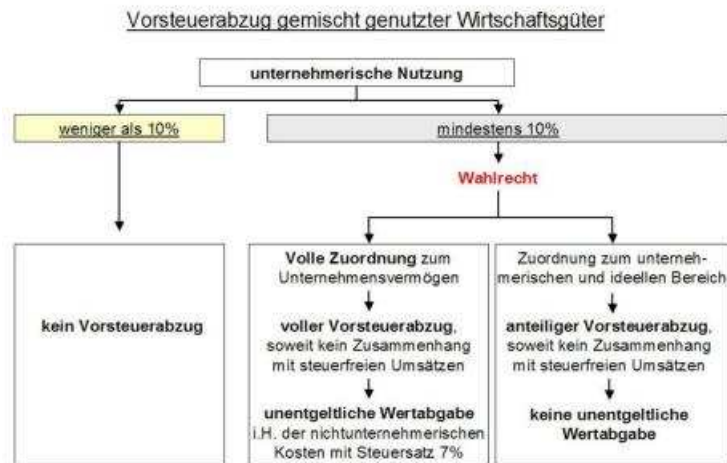 Vorsteuerabzug gemischt genutzter Wirtschaftsgüter
unternehmerische Nutzung
weniger als 10%
mindestens 10%
Wahlrecht
kein Vorsteuerabzug
Volle Zuordnung zum
Unternehmensvermögen
voller Vorsteuerabzug,
soweit kein Zusammenhang
mit steuerfreien Umsätzen
unentgeltliche Wertabgabe
i.H. der nichtunternehmerischen
Kosten mit Steuersatz 7%
Zuordnung zum unterneh-
merischen und ideellen Bereich
anteiliger Vorsteuerabzug,
soweit kein Zusammenhang
mit steuerfreien Umsätzen
keine unentgeltliche
Wertabgabe